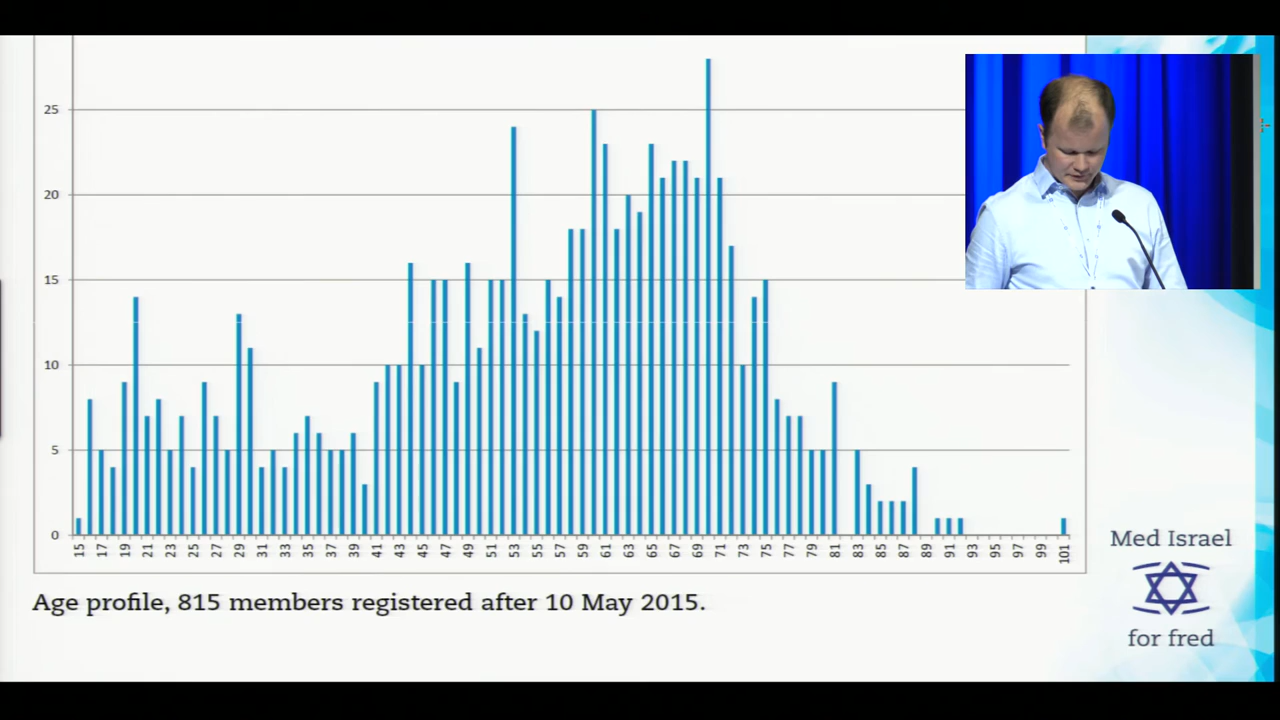 25
20
15
10
5
0
15 17 19 21 23 25 27 29 31 33 35 37 39 41 43 45 47 49 51 53 55 57 59 61 63 65 67 69 71 73 75 77 79 81 83 85 87 89 91 93 95 97 99 101
Age profile, 815 members registered after 10 May 2015.
Med Israel
for fred